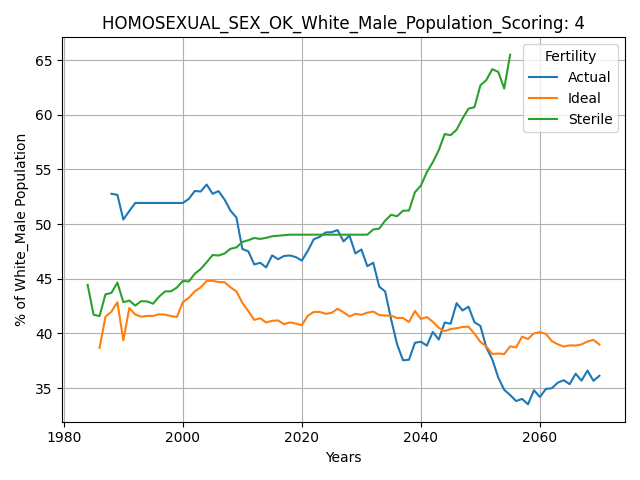 HOMOSEXUAL_SEX_OK_White_Male_Population_Scoring: 4
Fertility
Actual
Ideal
Sterile
65
60
55
50
45
40
35
% of White_Male Population
1980
2000
2020
2040
2060
Years